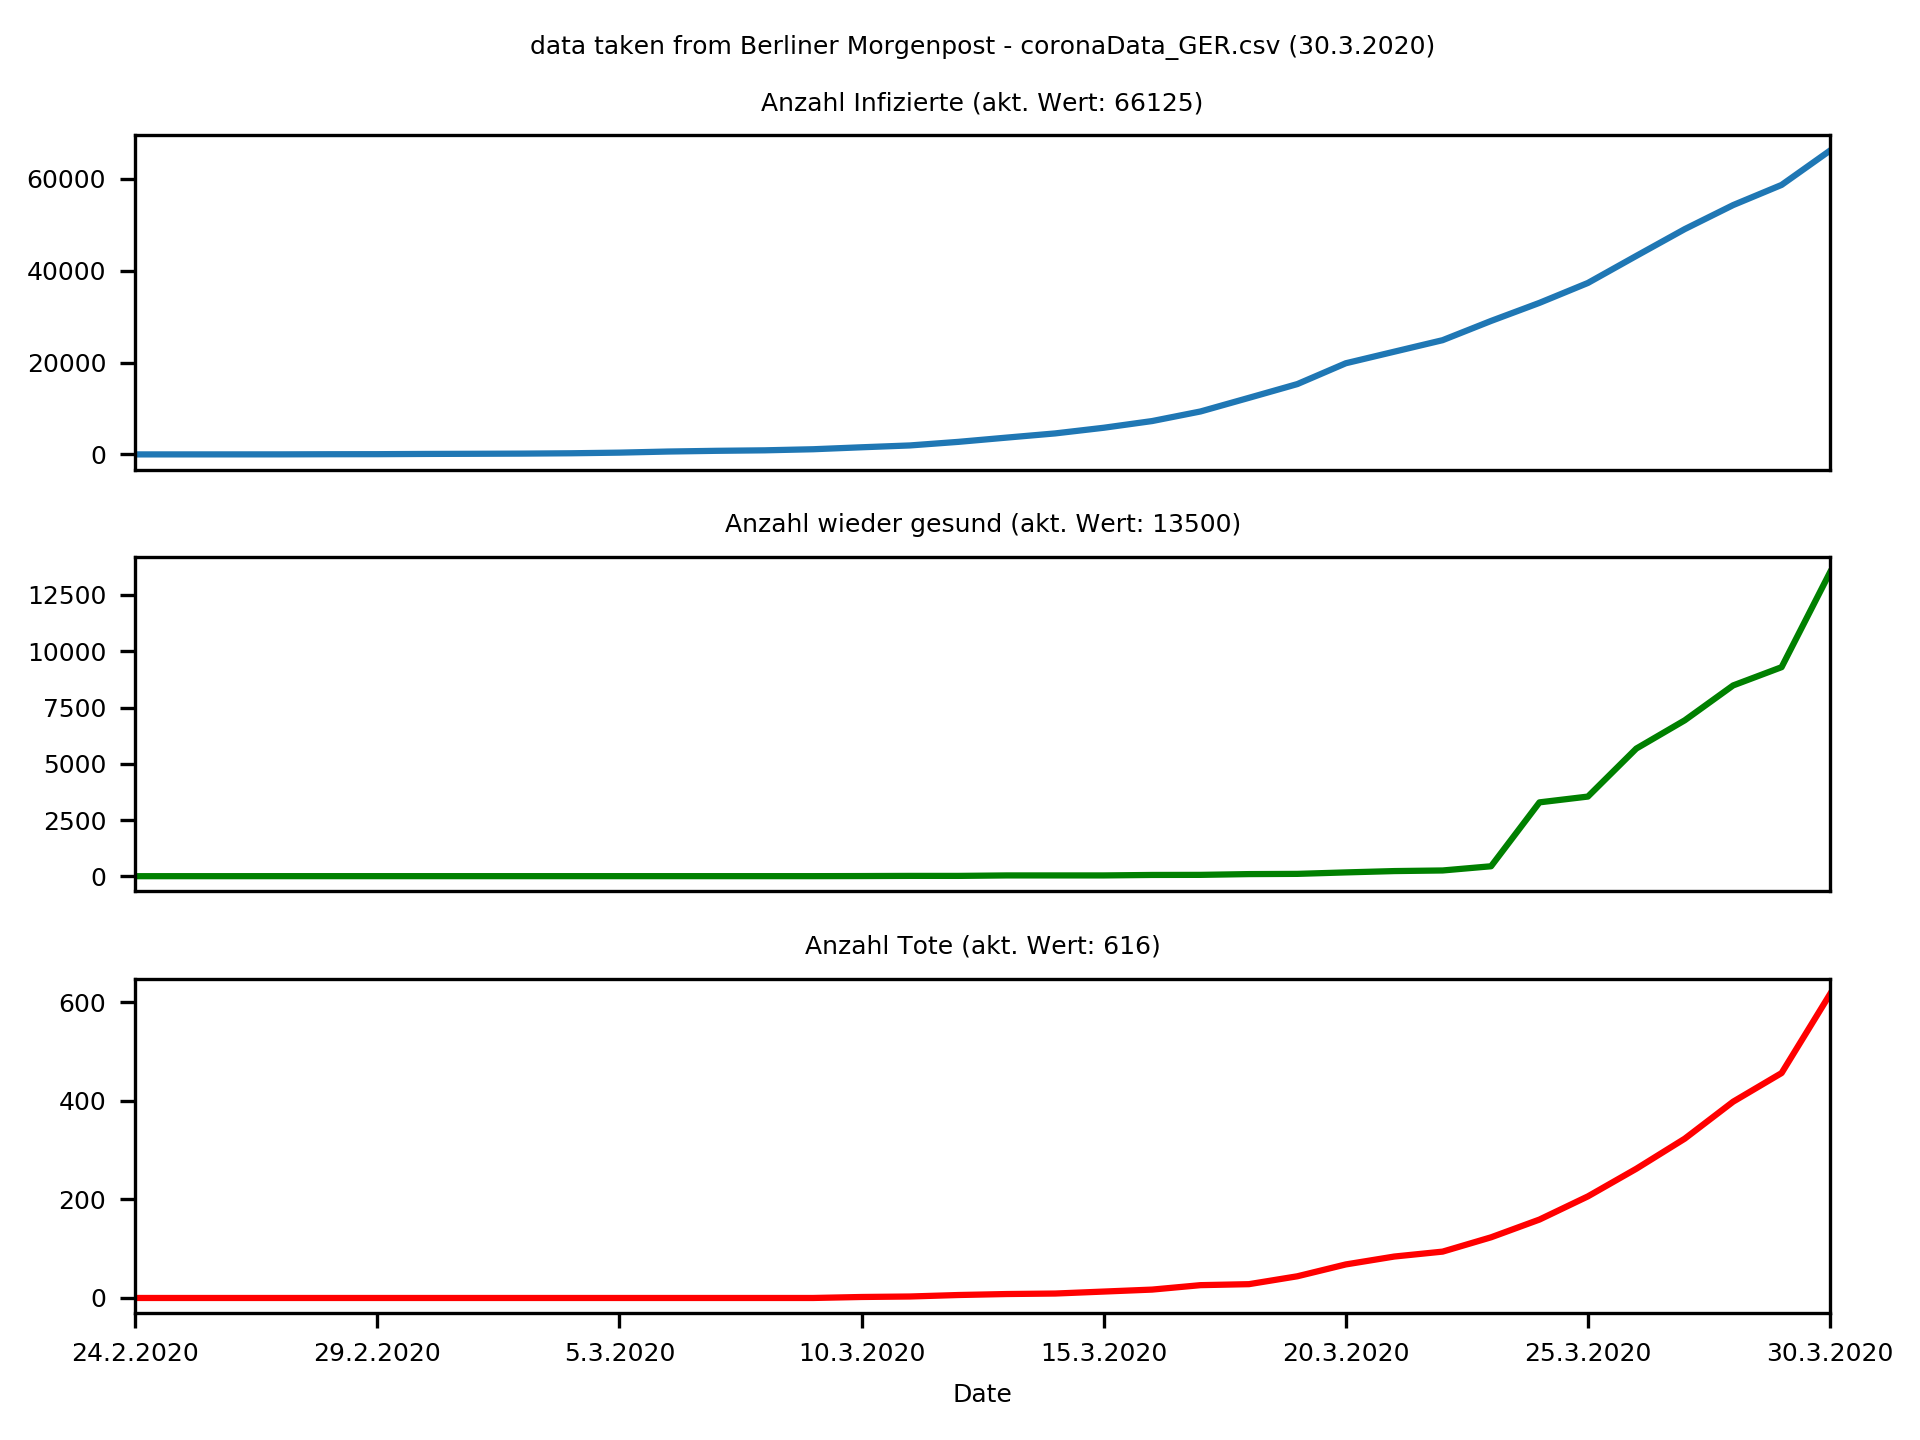 data taken from Berliner Morgenpost - coronaData_GER.csv (30.3.2020)
Anzahl Infizierte (akt. Wert: 66125)
60000
40000
20000
0
Anzahl wieder gesund (akt. Wert: 13500)
12500
10000
7500
5000
2500
0
Anzahl Tote (akt. Wert: 616)
600
400
200
0
24.2.2020 29.2.2020 5.3.2020 10.3.2020 15.3.2020 20.3.2020 25.3.2020 30.3.2020
Date